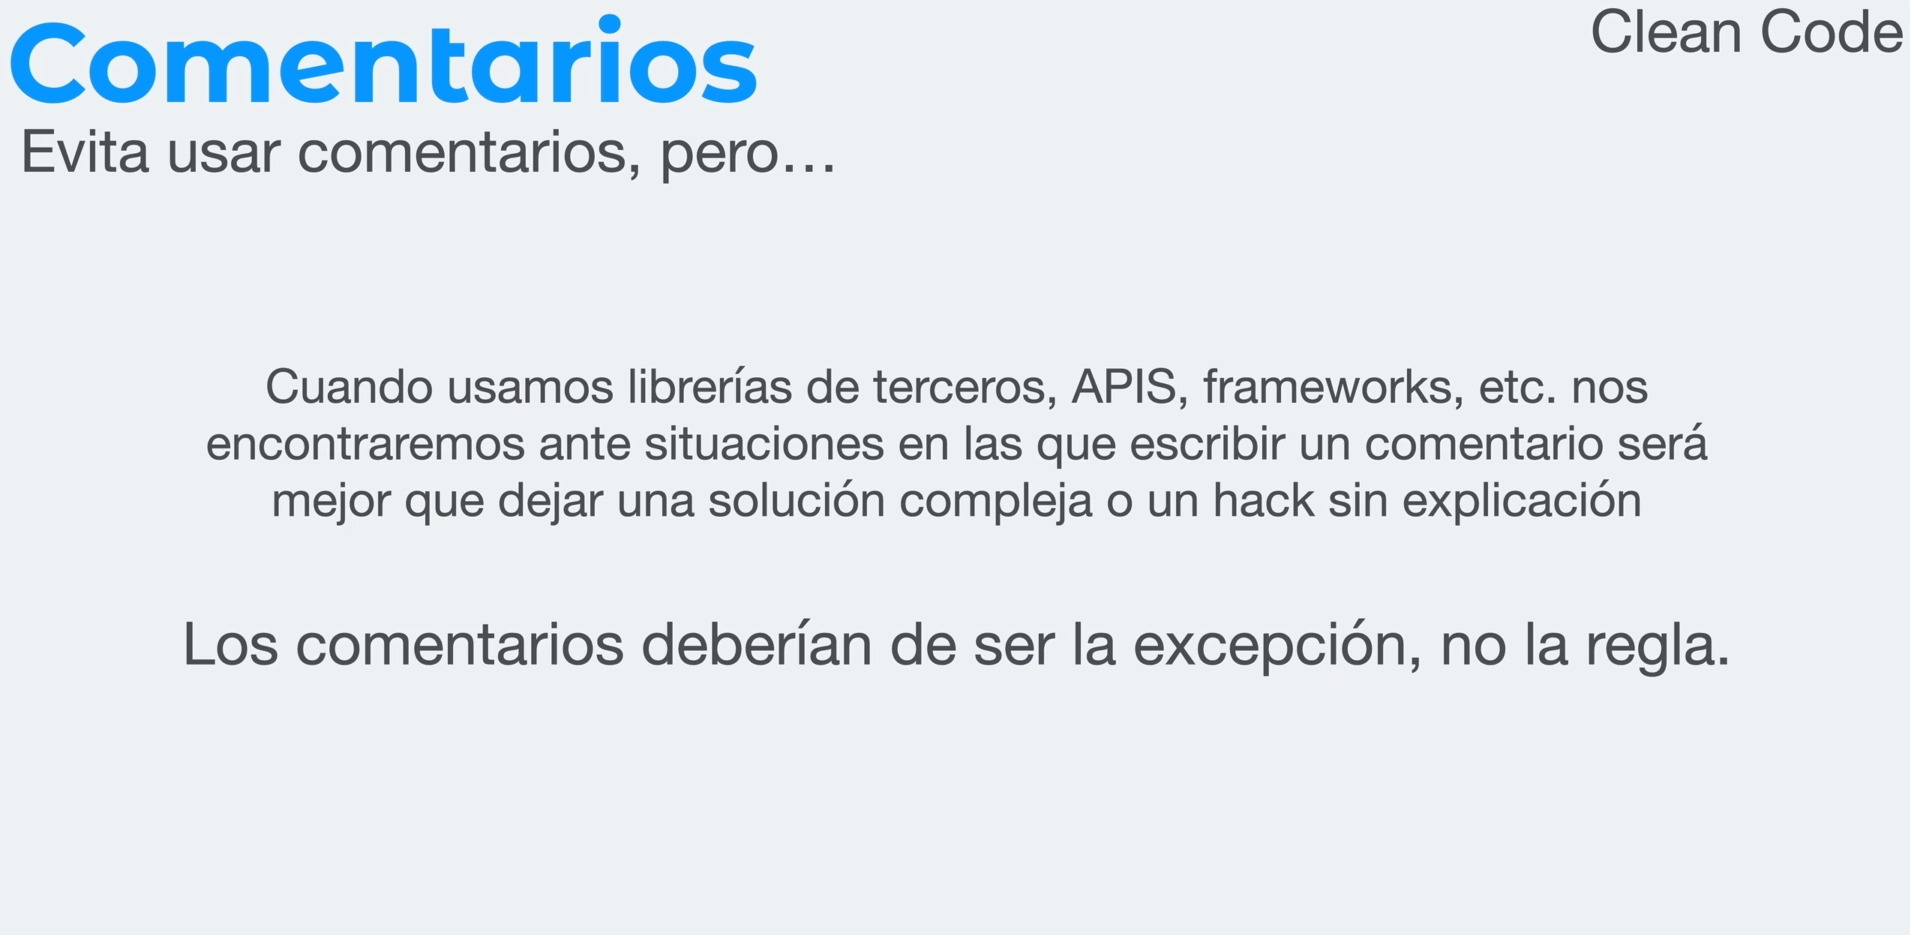 Comentarios
Clean Code
Evita usar comentarios, pero…
Cuando usamos librerías de terceros, APIS, frameworks, etc. nos
encontraremos ante situaciones en las que escribir un comentario será
mejor que dejar una solución compleja o un hack sin explicación
Los comentarios deberían de ser la excepción, no la regla.